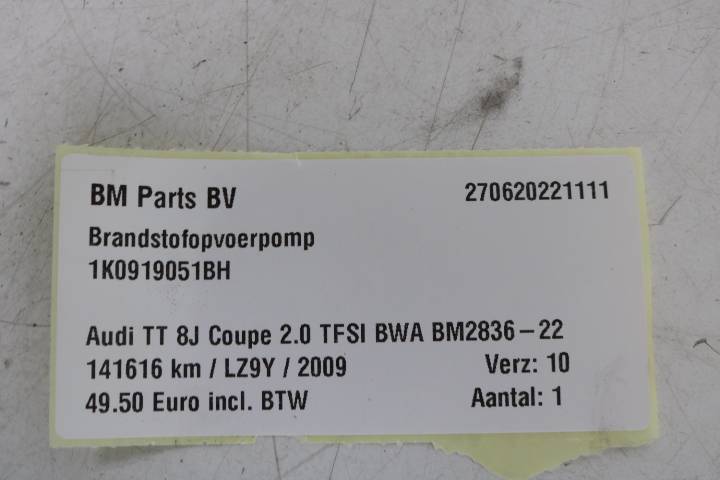 BM Parts BV 270620221111
Brandstofopvoerpomp
1K0919051BH
Audi TT 8J Coupe 2.0 TFSI BWA BM2836-22
141616 km / LZ9Y / 2009 Verz: 10
49.50 Euro incl. BTW Aantal: 1